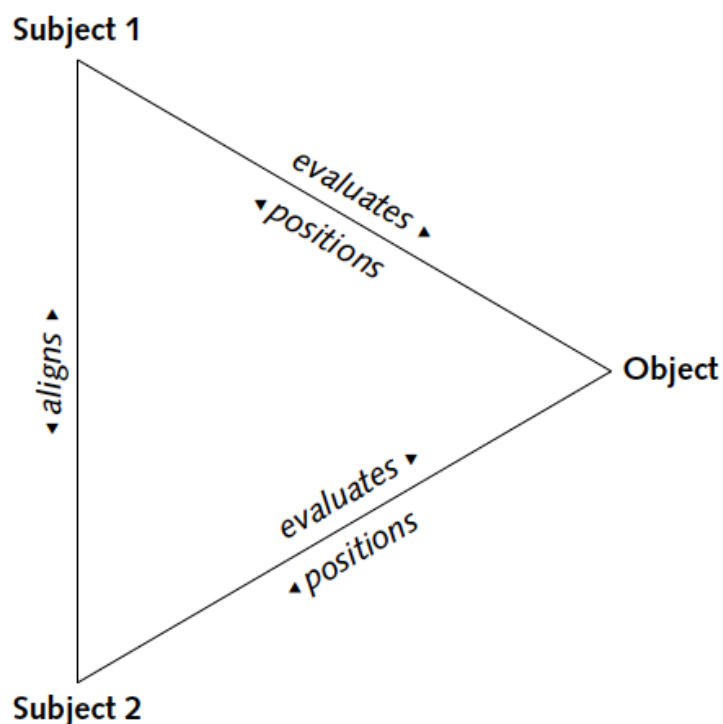 Subject 1
evaluates ►
◄ positions
◄ aligns ►
Object
evaluates ►
◄ positions
Subject 2